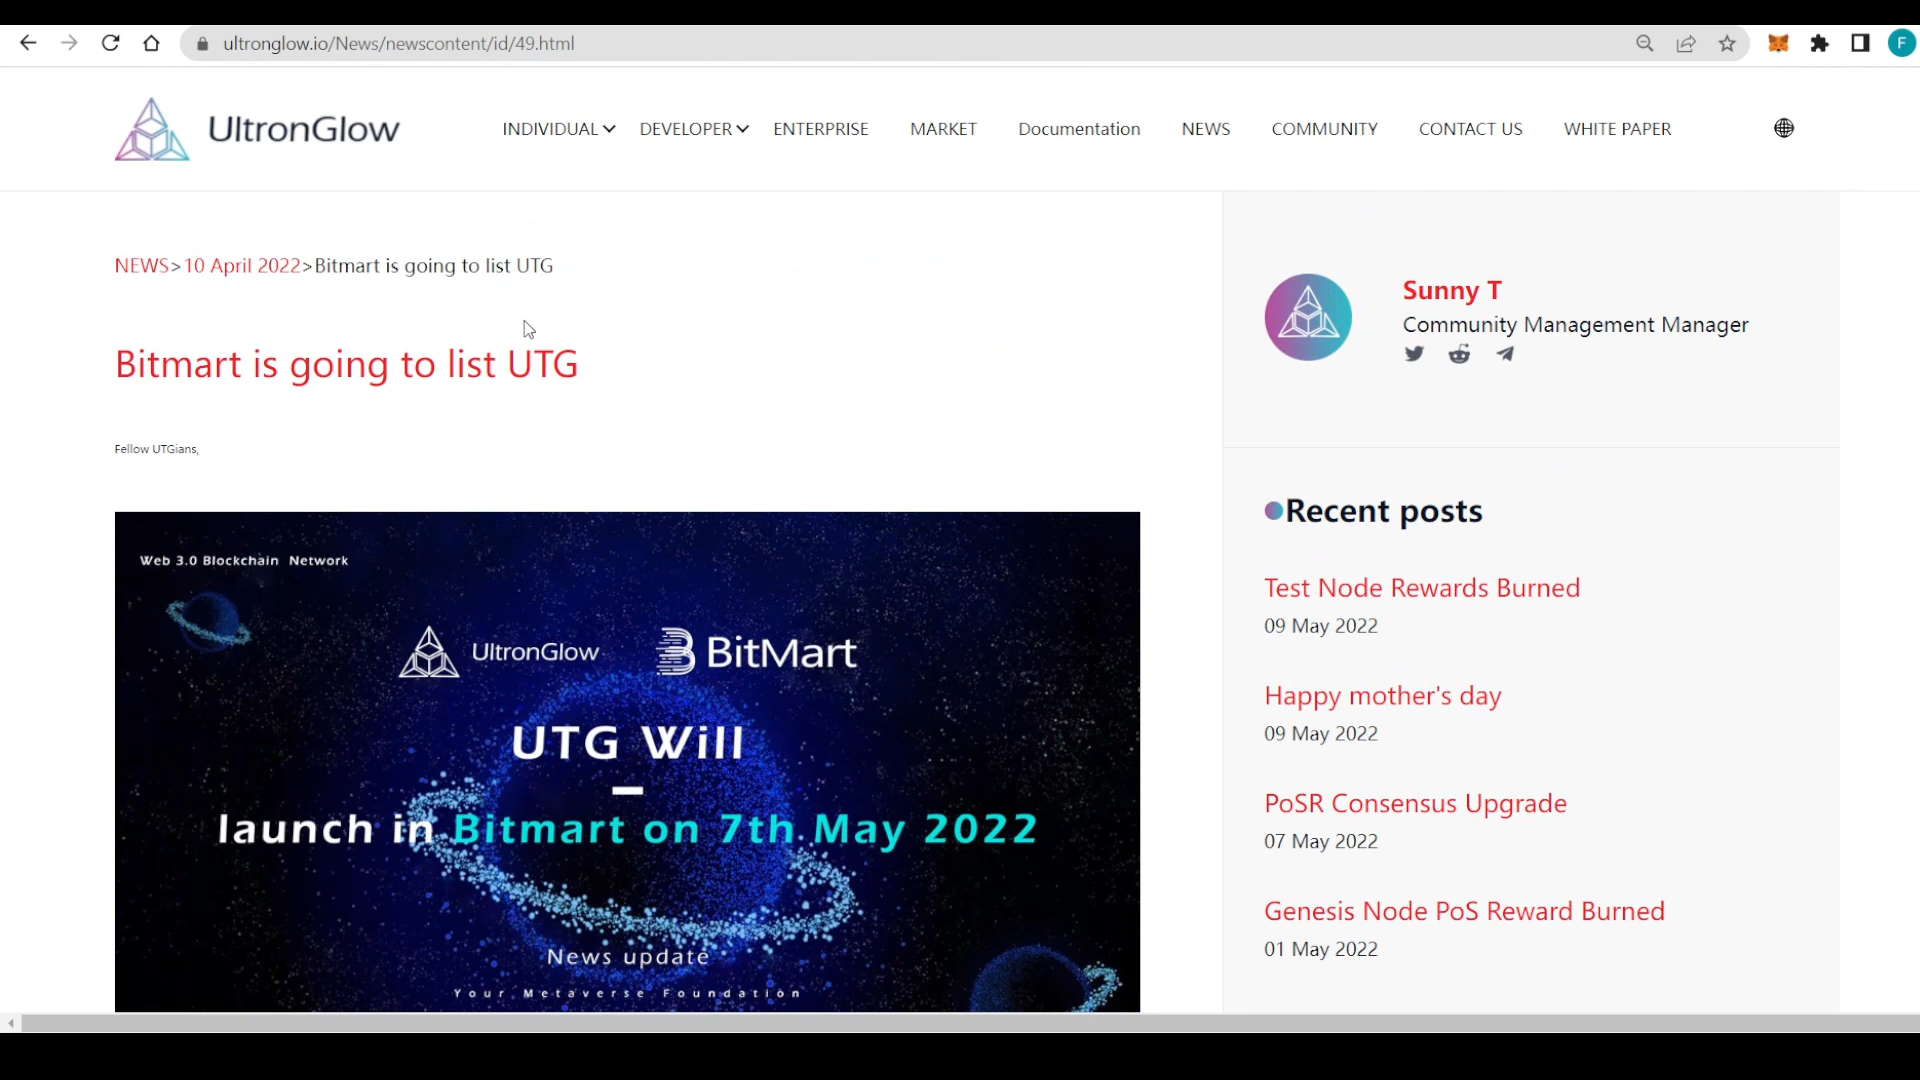 ultronglow.io/News/newscontent/id/49.html
F
UltronGlow
INDIVIDUAL
DEVELOPER
ENTERPRISE
MARKET
Documentation
NEWS
COMMUNITY
CONTACT US
WHITE PAPER
NEWS>10 April 2022>Bitmart is going to list UTG
Bitmart is going to list UTG
Fellow UTGians,
Web 3.0 Blockchain Network
UltronGlow
BitMart
UTG Will
launch in Bitmart on 7th May 2022
News update
Your Metaverse Foundation
Sunny T
Community Management Manager
Recent posts
Test Node Rewards Burned
09 May 2022
Happy mother's day
09 May 2022
PoSR Consensus Upgrade
07 May 2022
Genesis Node PoS Reward Burned
01 May 2022